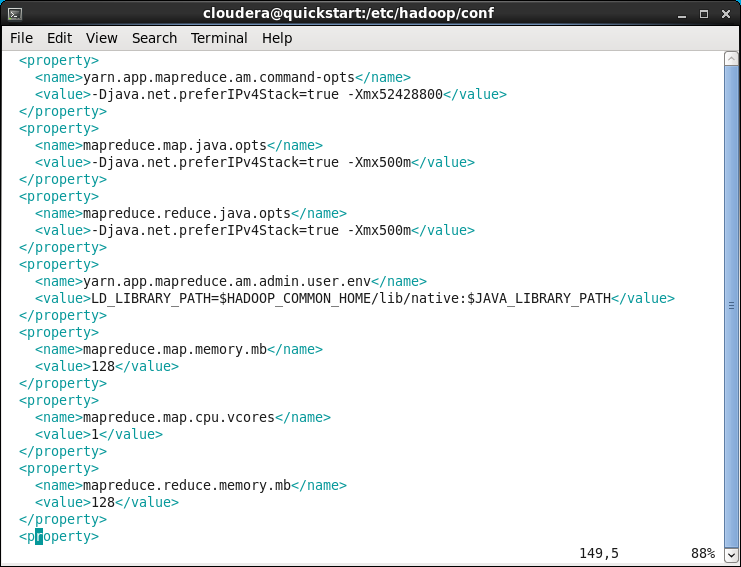 cloudera@quickstart:/etc/hadoop/conf
File Edit View Search Terminal Help
<property>
<name>yarn.app.mapreduce.am.command-opts</name>
<value>-Djava.net.preferIPv4Stack=true -Xmx52428800</value>
</property>
<property>
<name>mapreduce.map.java.opts</name>
<value>-Djava.net.preferIPv4Stack=true -Xmx500m</value>
</property>
<property>
<name>mapreduce.reduce.java.opts</name>
<value>-Djava.net.preferIPv4Stack=true -Xmx500m</value>
</property>
<property>
<name>yarn.app.mapreduce.am.admin.user.env</name>
<value>LD_LIBRARY_PATH=$HADOOP_COMMON_HOME/lib/native:$JAVA_LIBRARY_PATH</value>
</property>
<property>
<name>mapreduce.map.memory.mb</name>
<value>128</value>
</property>
<property>
<name>mapreduce.map.cpu.vcores</name>
<value>1</value>
</property>
<property>
<name>mapreduce.reduce.memory.mb</name>
<value>128</value>
</property>
<property>
149,5 88%